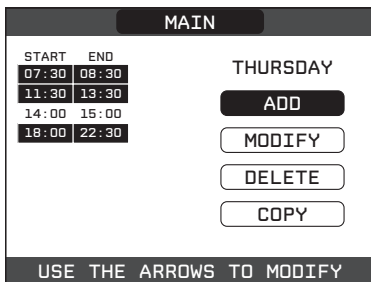 MAIN
START END
07:30 08:30
11:30 13:30
14:00 15:00
18:00 22:30
THURSDAY
ADD
MODIFY
DELETE
COPY
USE THE ARROWS TO MODIFY